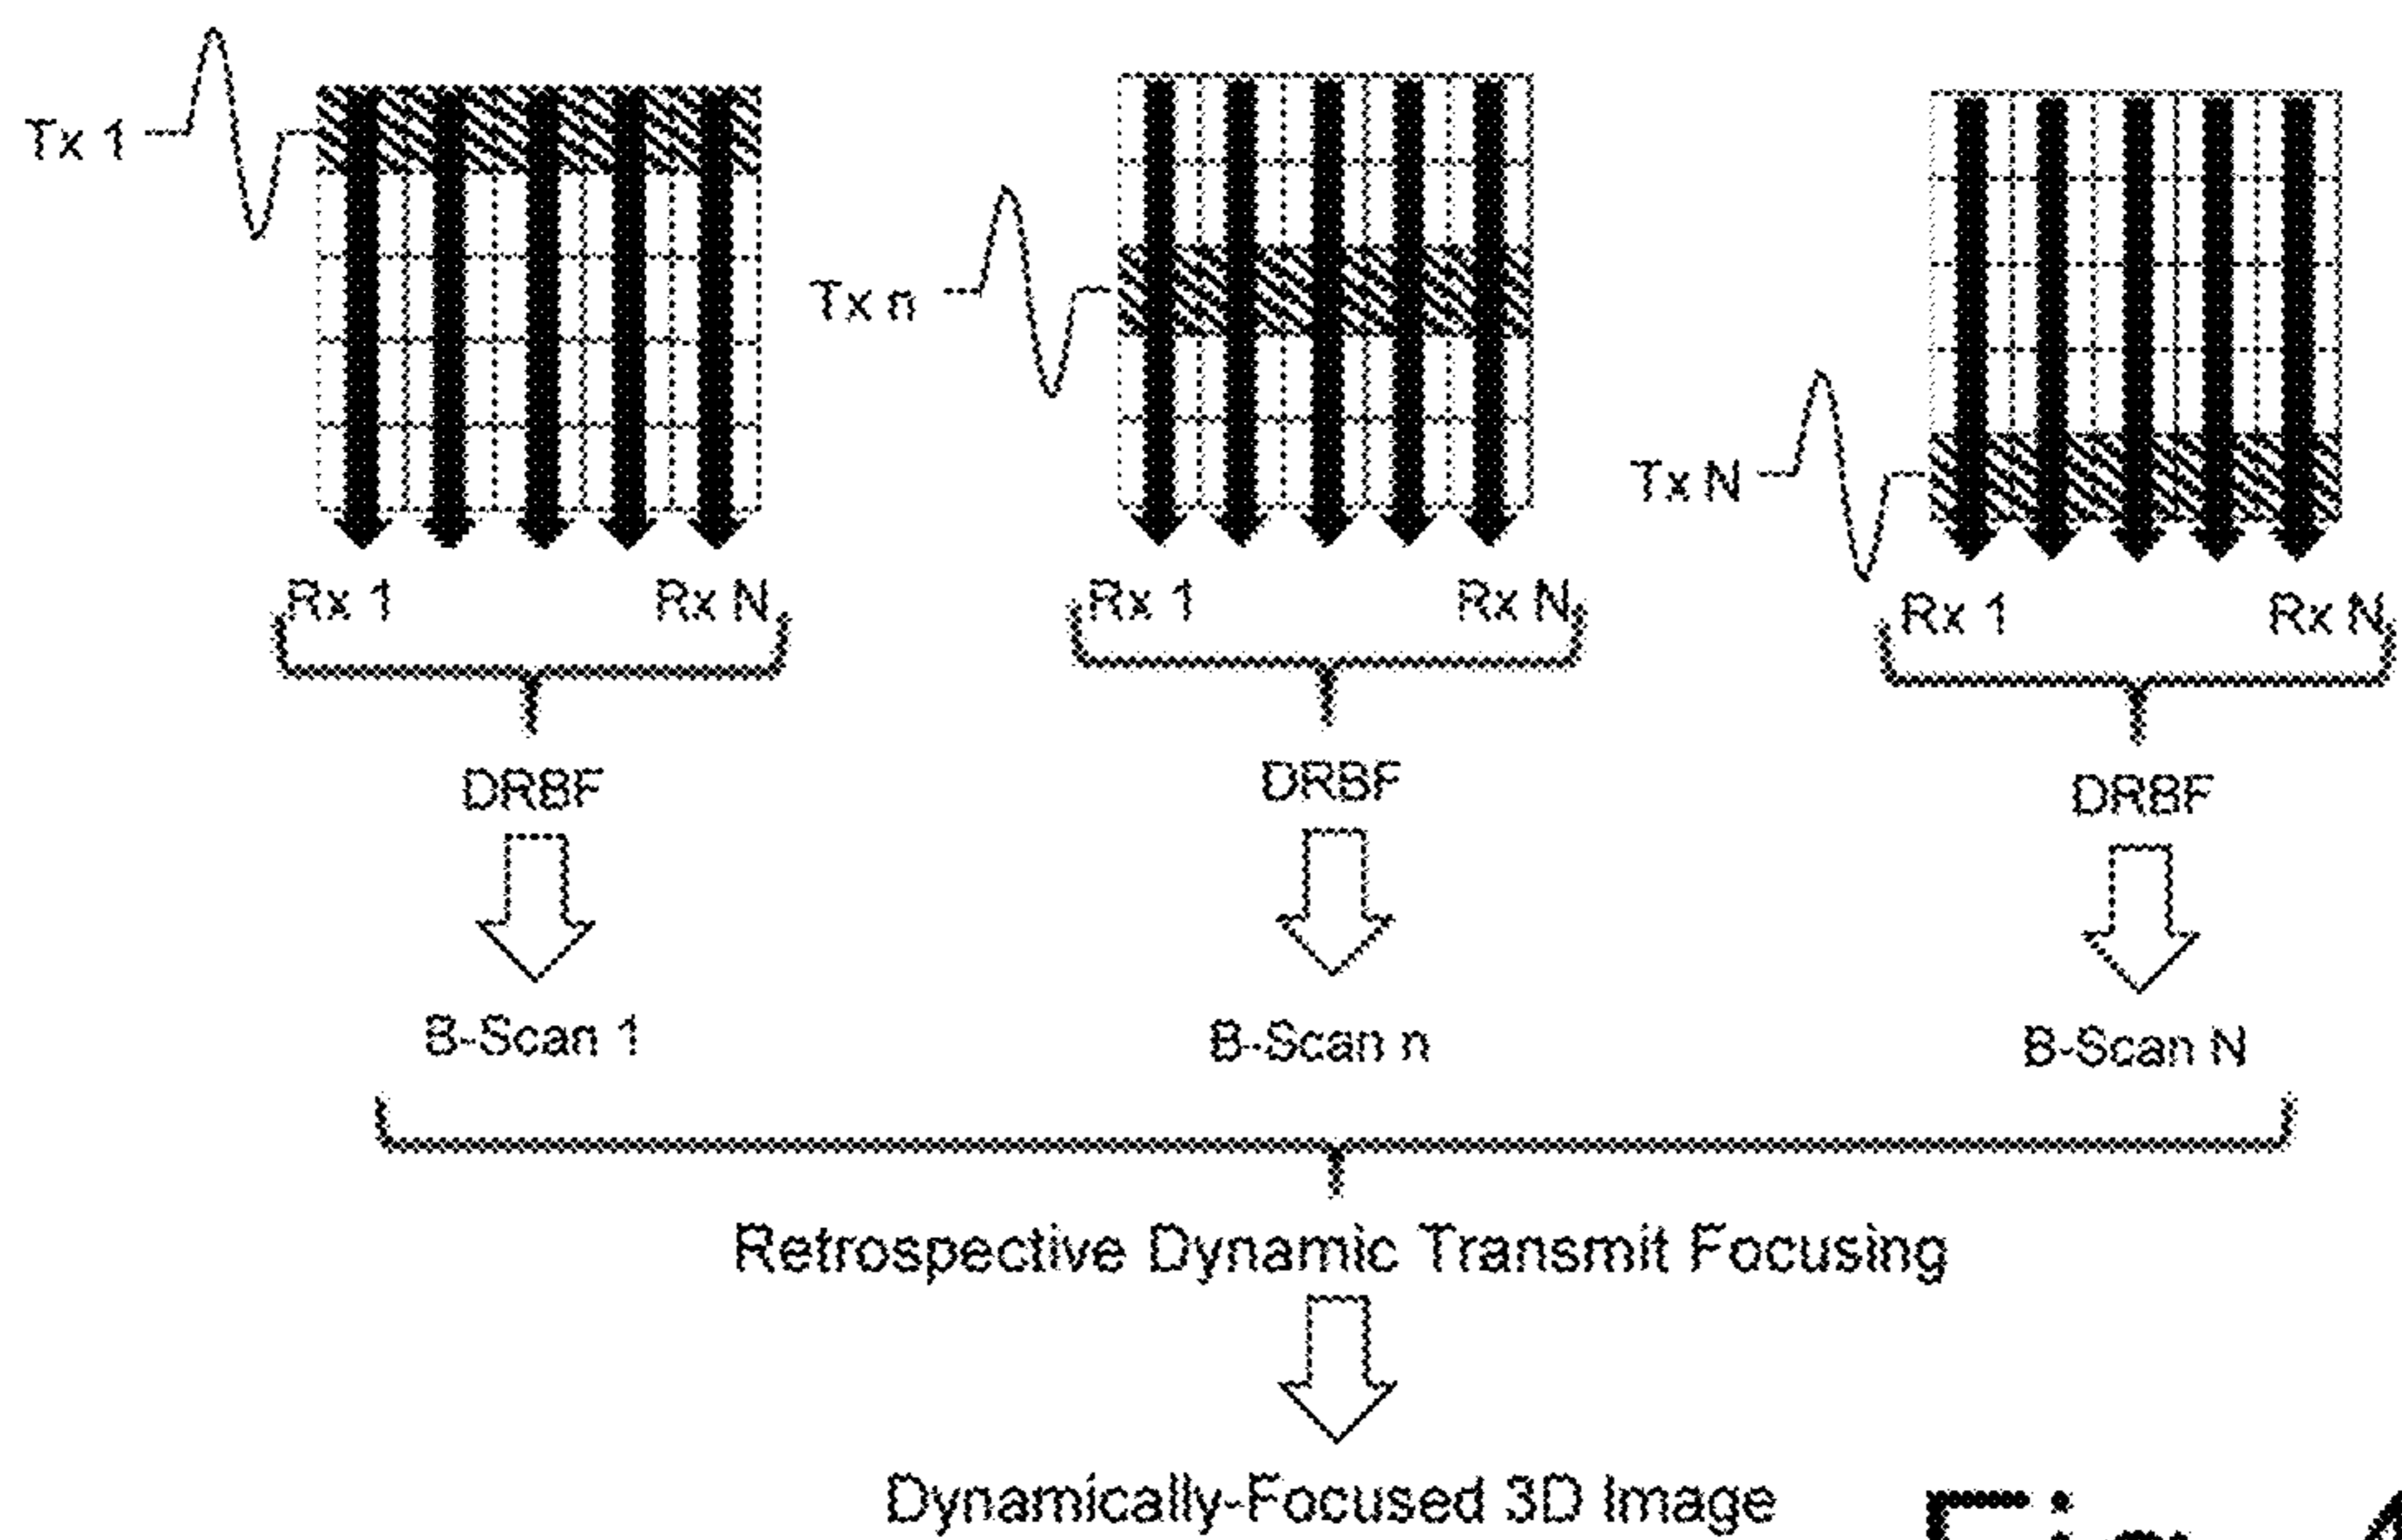 Tx 1
Tx n
Tx N
Rx 1 Rx N
Rx 1 Rx N
Rx 1 Rx N
DRBF
DRBF
DRBF
B-Scan 1
B-Scan n
B-Scan N
Retrospective Dynamic Transmit Focusing
Dynamically-Focused 3D Image